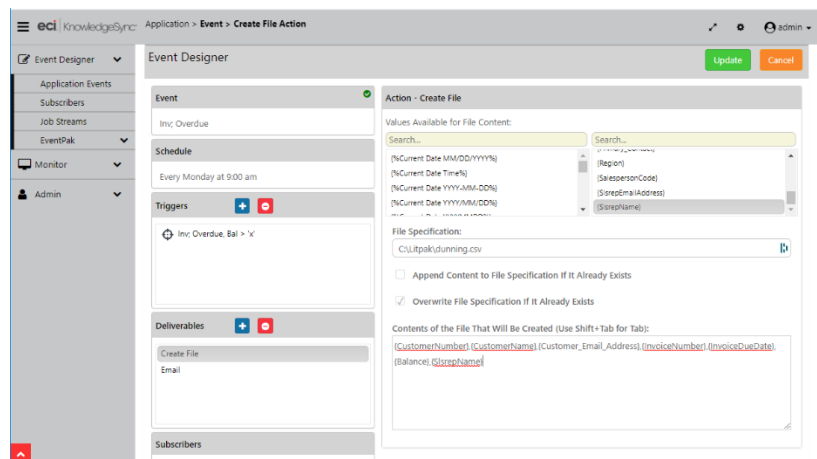 eci KnowledgeSync
Application > Event > Create File Action
admin
Event Designer
Application Events
Subscribers
Job Streams
EventPak
Monitor
Admin
Event Designer
Update
Cancel
Event
Inv; Overdue
Schedule
Every Monday at 9:00 am
Triggers
Inv; Overdue, Bal > 'x'
Deliverables
Create File
Email
Subscribers
Action - Create File
Values Available for File Content:
Search...
{%Current Date MM/DD/YYYY%}
{%Current Date Time%}
{%Current Date YYYY-MM-DD%}
{%Current Date YYYY/MM/DD%}
Search...
{Region}
{SalespersonCode}
{SlsrepEmailAddress}
{SlsrepName}
File Specification:
C:\Litpak\dunning.csv
Append Content to File Specification If It Already Exists
Overwrite File Specification If It Already Exists
Contents of the File That Will Be Created (Use Shift+Tab for Tab):
{CustomerNumber},{CustomerName},{Customer_Email_Address},{InvoiceNumber},{InvoiceDueDate},
{Balance},{SlsrepName}